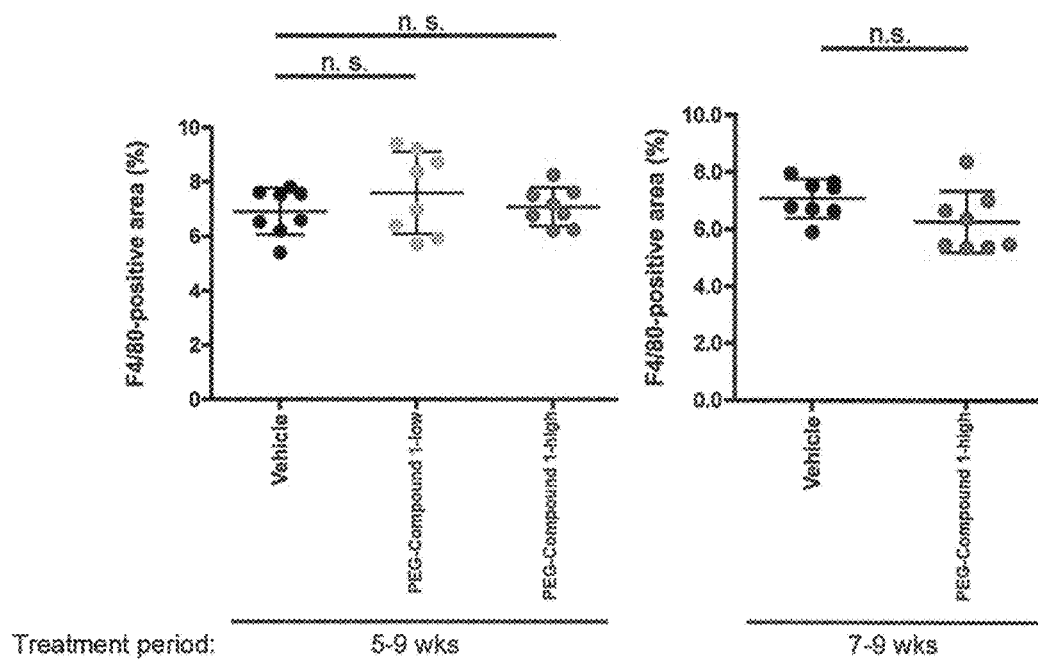 n. s.
n. s.
F4/80-positive area (%)
10
8
6
4
2
0
Vehicle
PEG-Compound 1-low
PEG-Compound 1-high
n.s.
F4/80-positive area (%)
10.0
8.0
6.0
4.0
2.0
0.0
Vehicle
PEG-Compound 1-high
Treatment period: 5-9 wks 7-9 wks